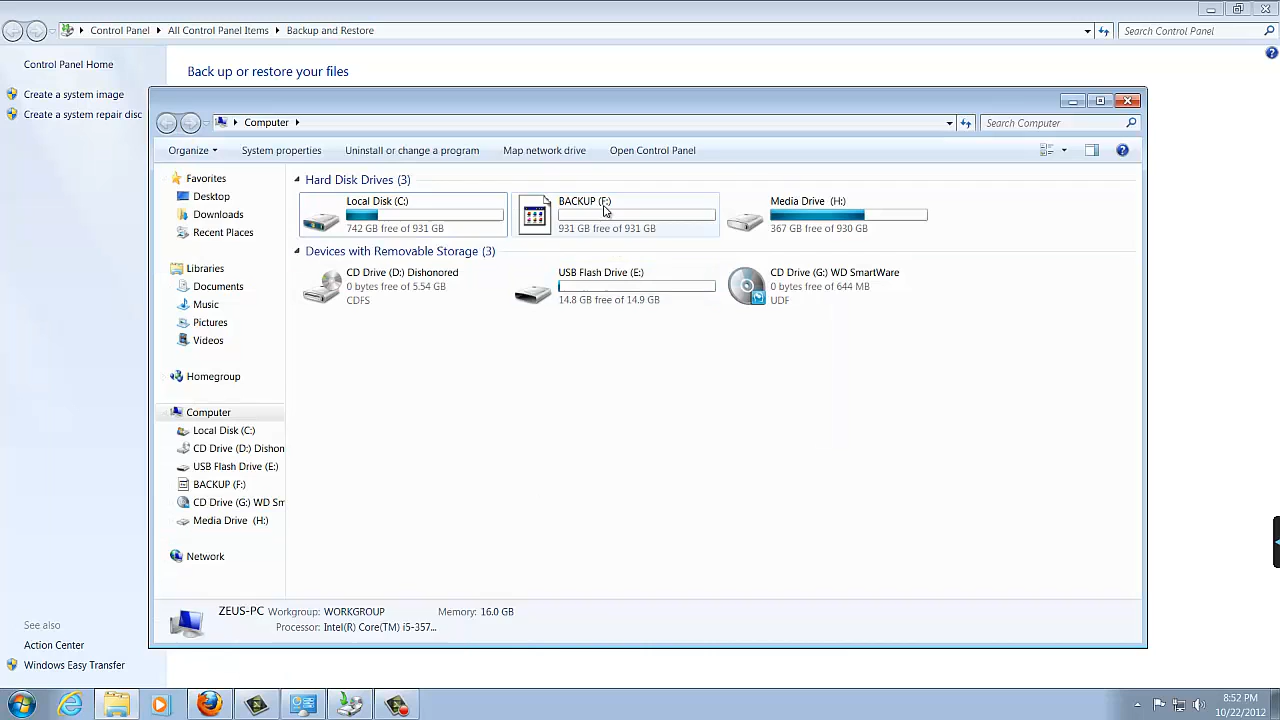 Control Panel
All Control Panel Items
Backup and Restore
Search Control Panel
Control Panel Home
Create a system image
Create a system repair disc
Back up or restore your files
Computer
Search Computer
Organize
System properties
Uninstall or change a program
Map network drive
Open Control Panel
Favorites
Desktop
Downloads
Recent Places
Libraries
Documents
Music
Pictures
Videos
Homegroup
Computer
Local Disk (C:)
CD Drive (D:) Dishon
USB Flash Drive (E:)
BACKUP (F:)
CD Drive (G:) WD Sm
Media Drive (H:)
Network
Hard Disk Drives (3)
Local Disk (C:)
742 GB free of 931 GB
BACKUP (F:)
931 GB free of 931 GB
Media Drive (H:)
367 GB free of 930 GB
Devices with Removable Storage (3)
CD Drive (D:) Dishonored
0 bytes free of 5.54 GB
CDFS
USB Flash Drive (E:)
14.8 GB free of 14.9 GB
CD Drive (G:) WD SmartWare
0 bytes free of 644 MB
UDF
ZEUS-PC Workgroup: WORKGROUP Memory: 16.0 GB
Processor: Intel(R) Core(TM) i5-357...
See also
Action Center
Windows Easy Transfer
8:52 PM
10/22/2012